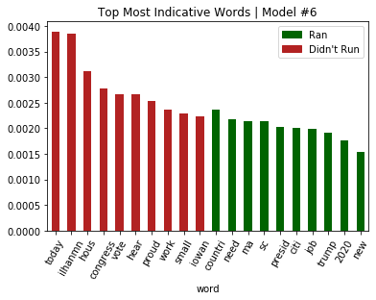 Top Most Indicative Words | Model #6
Ran
Didn't Run
0.0040
0.0035
0.0030
0.0025
0.0020
0.0015
0.0010
0.0005
0.0000
today
ilhanmn
hous
congress
vote
hear
proud
work
small
iowan
countri
need
ma
sc
presid
citi
job
trump
2020
new
word